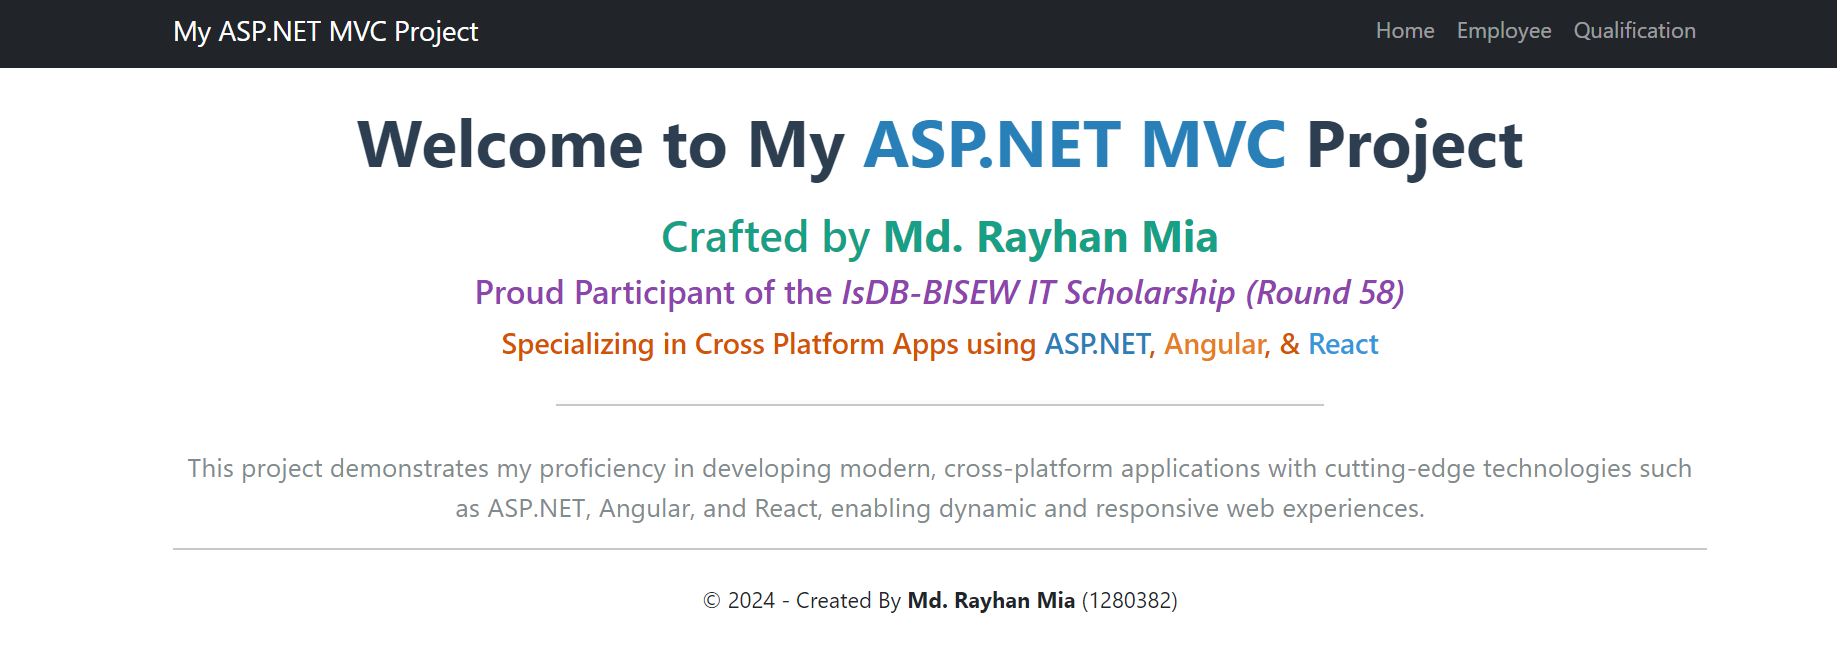 My ASP.NET MVC Project
Home Employee Qualification
Welcome to My ASP.NET MVC Project
Crafted by Md. Rayhan Mia
Proud Participant of the IsDB-BISEW IT Scholarship (Round 58)
Specializing in Cross Platform Apps using ASP.NET, Angular, & React
This project demonstrates my proficiency in developing modern, cross-platform applications with cutting-edge technologies such
as ASP.NET, Angular, and React, enabling dynamic and responsive web experiences.
© 2024 - Created By Md. Rayhan Mia (1280382)